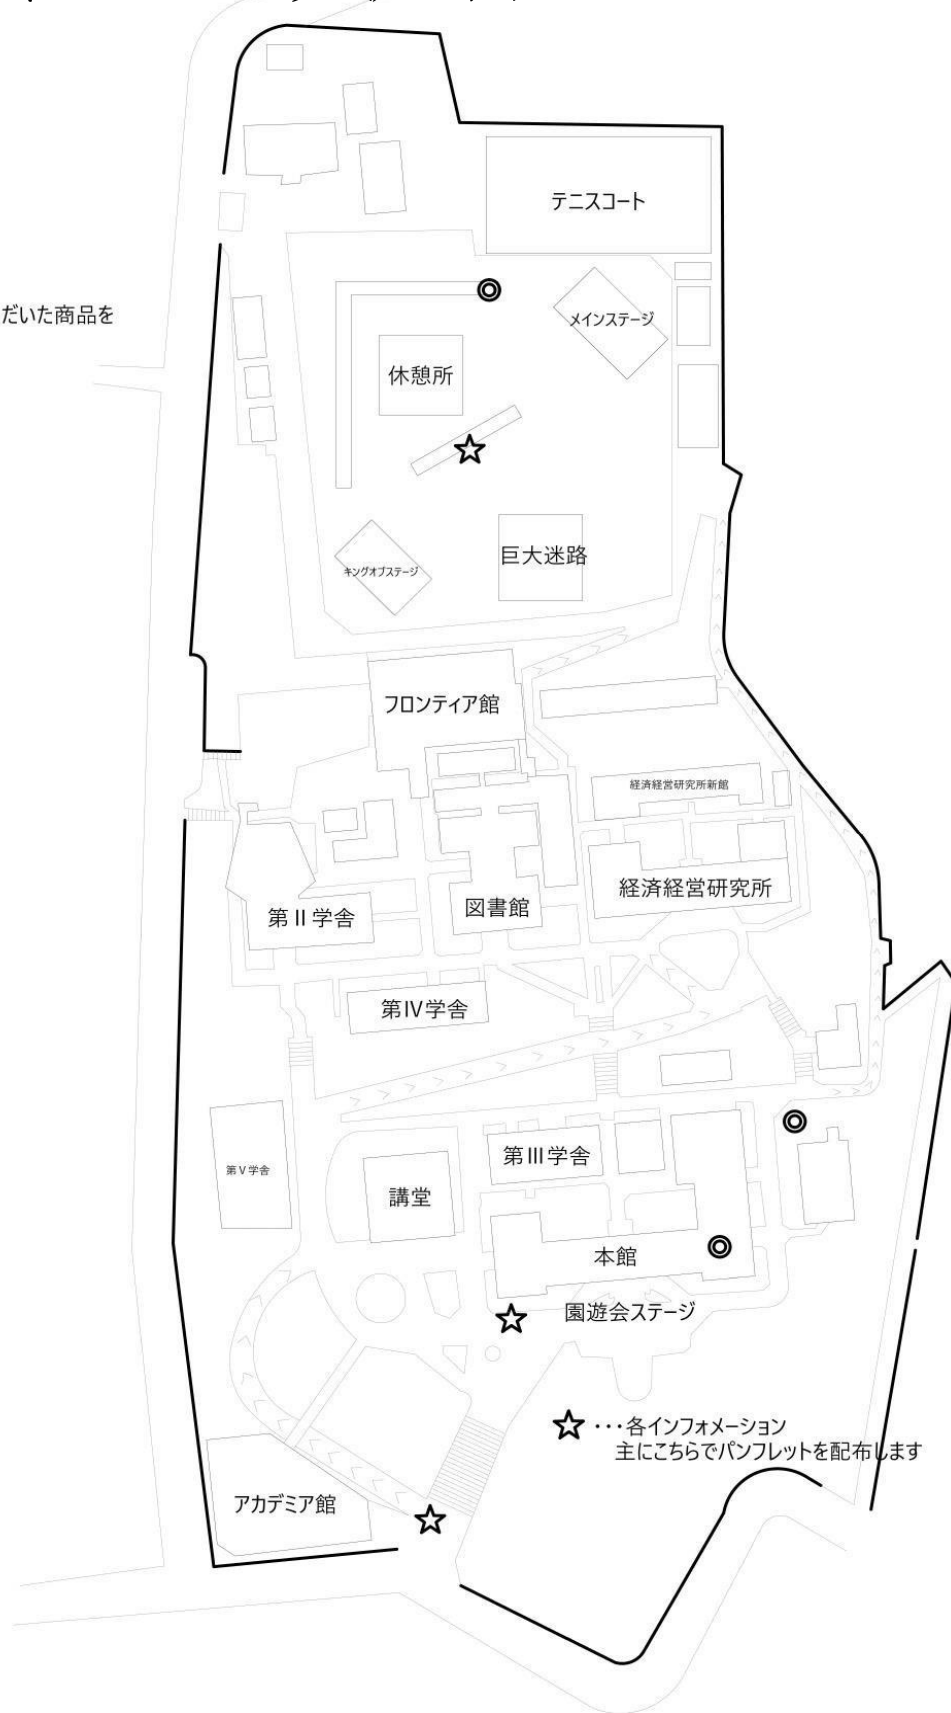 テニスコート
だいた商品を
メインステージ
休憩所
巨大迷路
キングオブステージ
フロンティア館
経済経営研究所新館
経済経営研究所
図書館
第Ⅱ学舎
第Ⅳ学舎
第Ⅲ学舎
第Ⅴ学舎
講堂
本館
園遊会ステージ
☆・・・各インフォメーション
主にこちらでパンフレットを配布します
アカデミア館